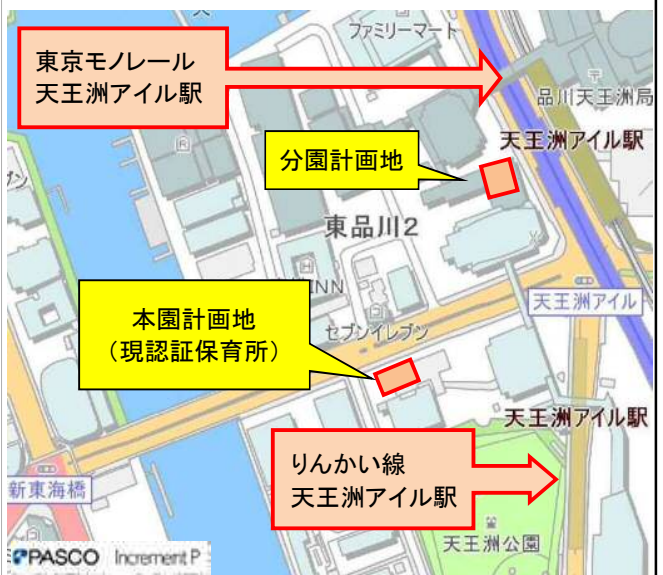 ファミリーマート
東京モノレール
天王洲アイル駅
品川天王洲局
天王洲アイル駅
分園計画地
東品川2
INN
天王洲アイル
本園計画地
（現認証保育所）
セブンイレブン
天王洲アイル駅
りんかい線
天王洲アイル駅
新東海橋
天王洲公園
PASCO Increment P